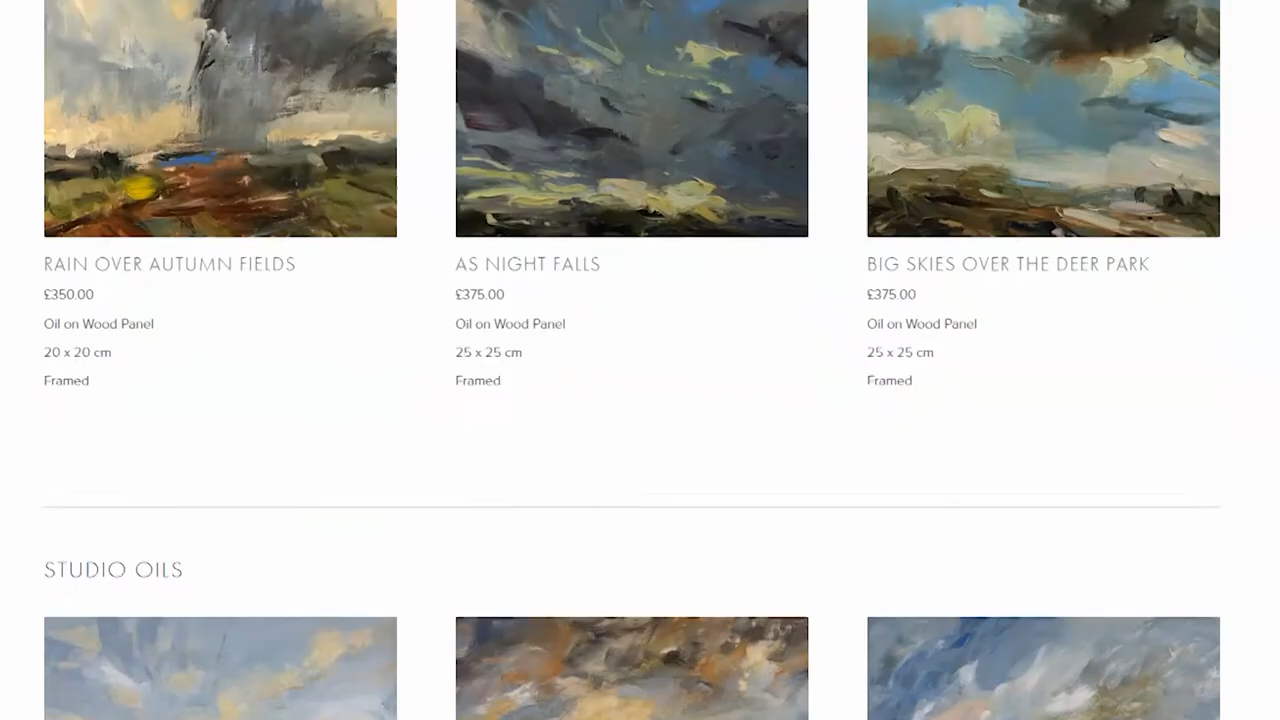 RAIN OVER AUTUMN FIELDS
£350.00
Oil on Wood Panel
20 x 20 cm
Framed
AS NIGHT FALLS
£375.00
Oil on Wood Panel
25 x 25 cm
Framed
BIG SKIES OVER THE DEER PARK
£375.00
Oil on Wood Panel
25 x 25 cm
Framed
STUDIO OILS